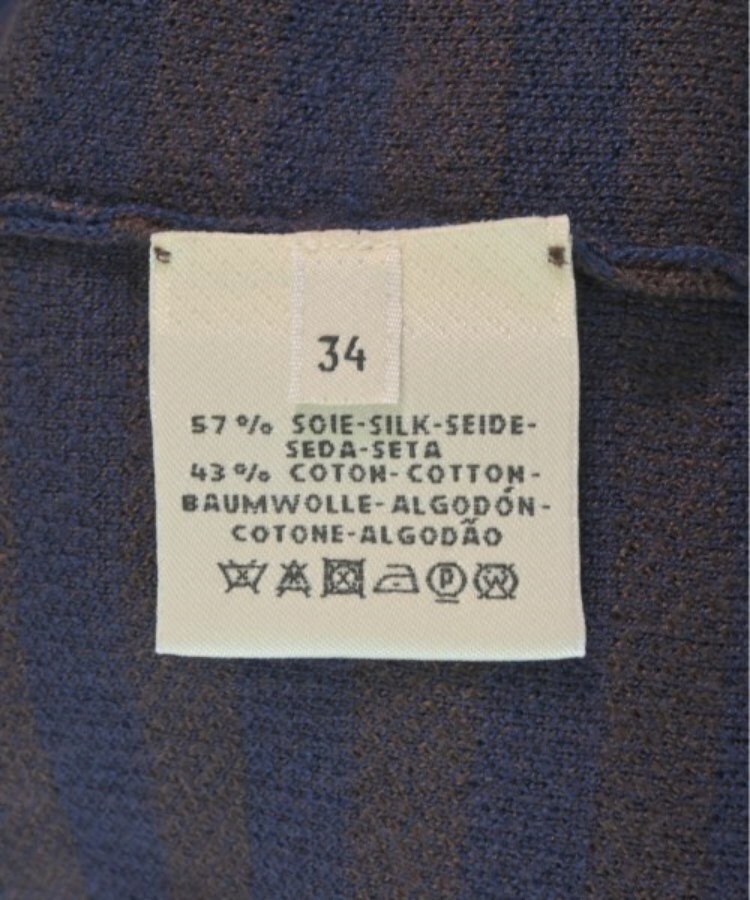 34
57% SOIE-SILK-SEIDE-
SEDA-SETA
43% COTON-COTTON-
BAUMWOLLE-ALGODÓN-
COTONE-ALGODÃO
P W